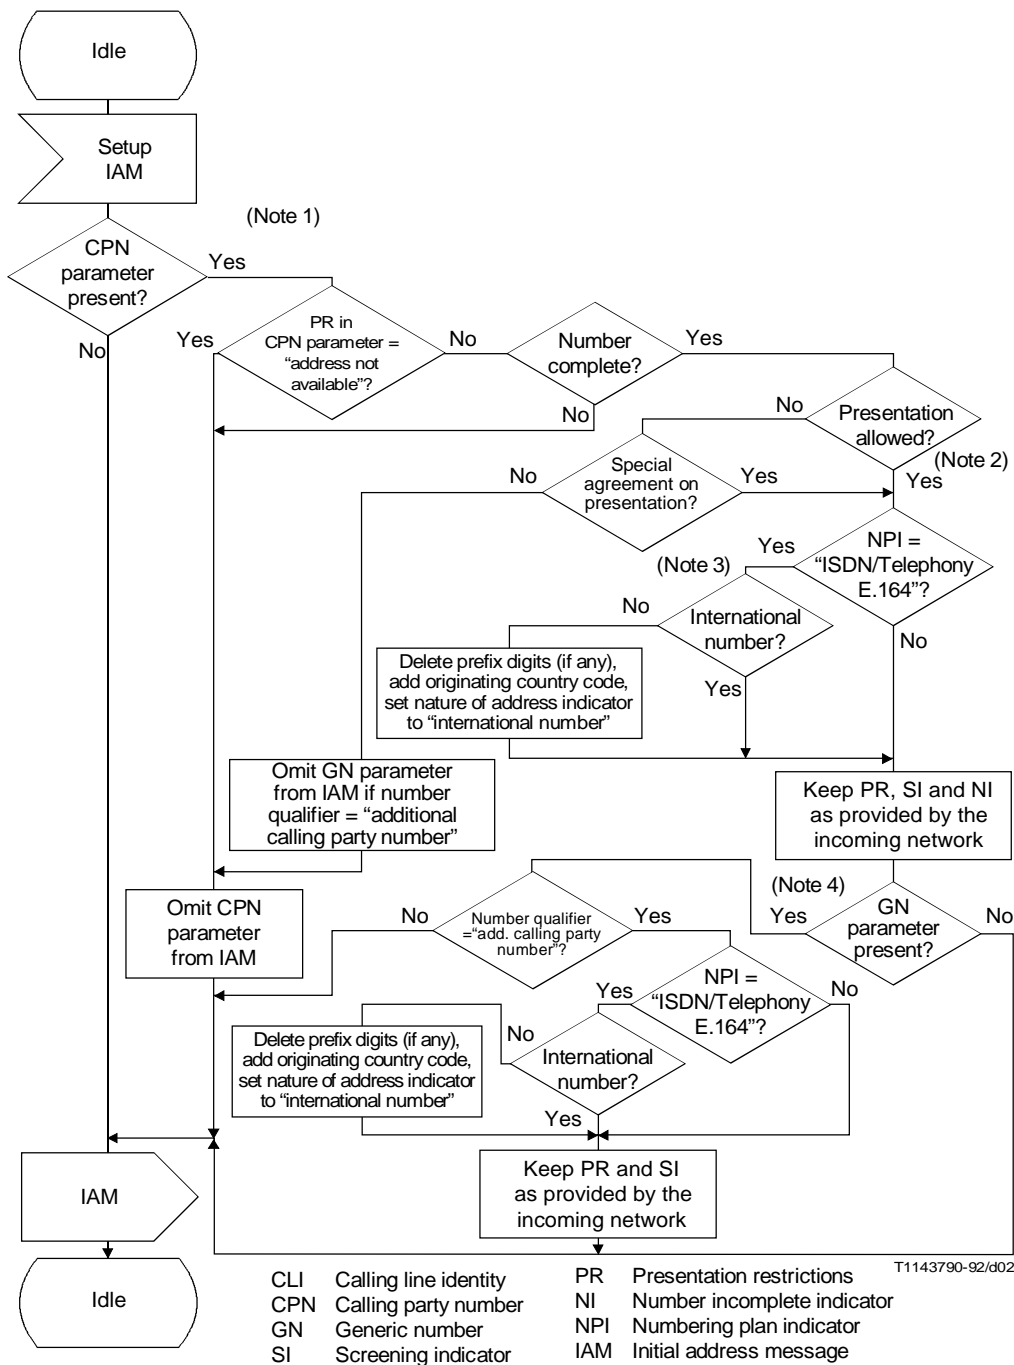 Idle
Setup
IAM
(Note 1)
CPN
parameter
present?
Yes
No
PR in
CPN parameter =
“address not
available”?
Yes
No
Number
complete?
Yes
No
Presentation
allowed?
No
(Note 2)
Yes
Special
agreement on
presentation?
No
Yes
NPI =
“ISDN/Telephony
E.164”?
Yes
No
(Note 3)
International
number?
No
Yes
Delete prefix digits (if any),
add originating country code,
set nature of address indicator
to “international number”
Omit GN parameter
from IAM if number
qualifier = “additional
calling party number”
Keep PR, SI and NI
as provided by the
incoming network
(Note 4)
GN
parameter
present?
Yes
No
Omit CPN
parameter
from IAM
Number qualifier
=“add. calling party
number”?
No
Yes
NPI =
“ISDN/Telephony
E.164”?
Yes
No
International
number?
No
Yes
Delete prefix digits (if any),
add originating country code,
set nature of address indicator
to “international number”
Keep PR and SI
as provided by the
incoming network
IAM
Idle
T1143790-92/d02
CLI Calling line identity
CPN Calling party number
GN Generic number
SI Screening indicator
PR Presentation restrictions
NI Number incomplete indicator
NPI Numbering plan indicator
IAM Initial address message